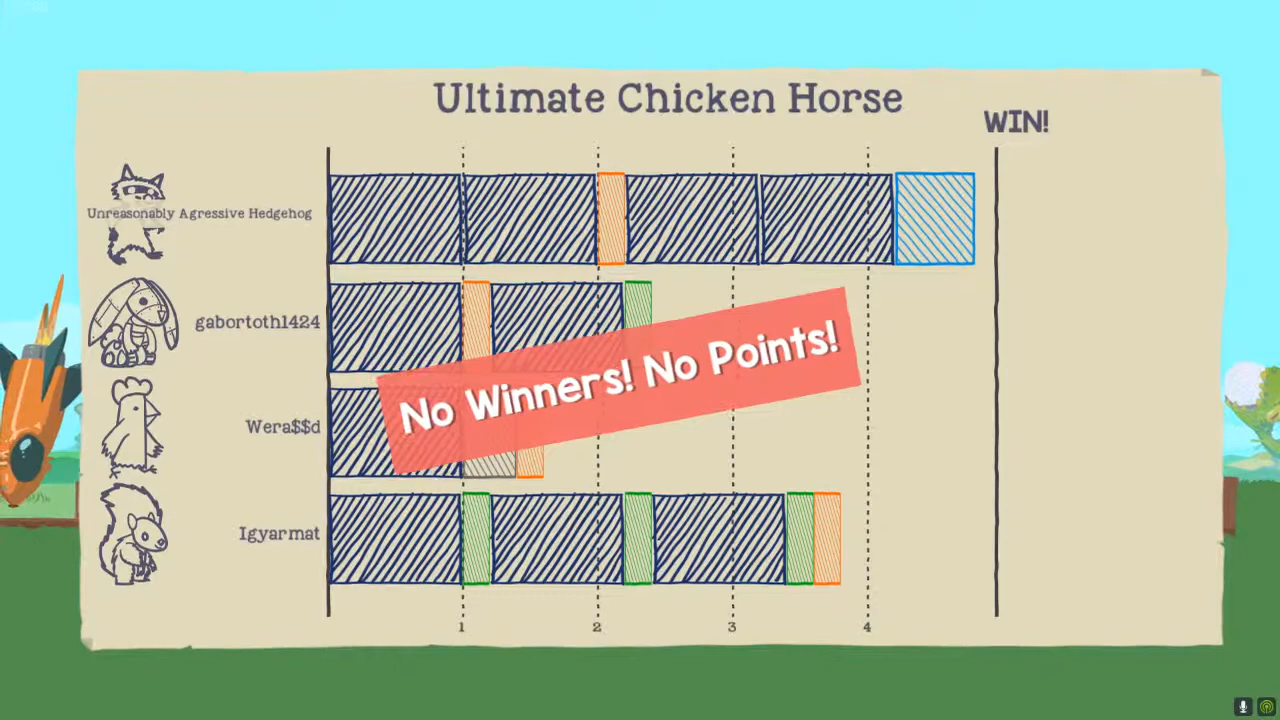 Ultimate Chicken Horse
WIN!
Unreasonably Agressive Hedgehog
gabortoth1424
No Winners! No Points!
Wera$$d
Igyarmat
1 2 3 4